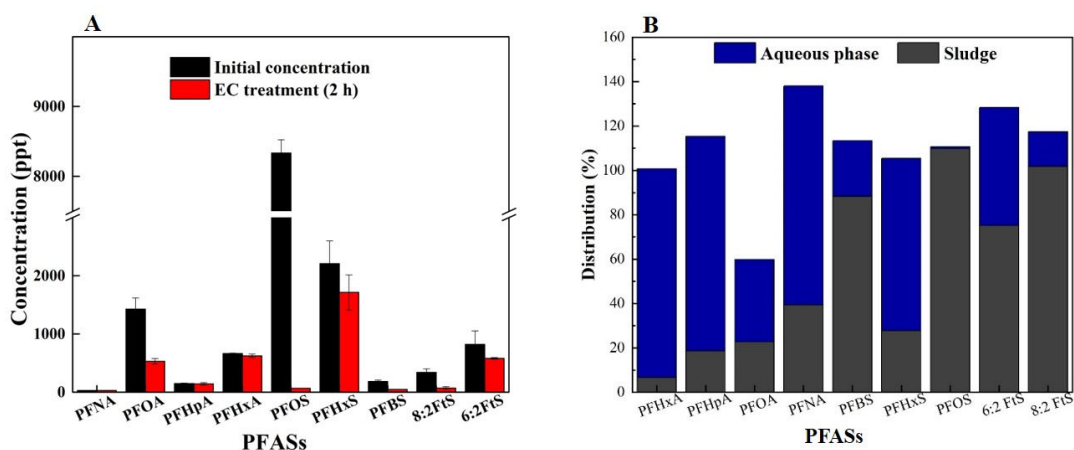 A
Initial concentration
EC treatment (2 h)
Concentration (ppt)
9000
8000
2000
1000
0
PFNA PFOA PFHpA PFHxA PFOS PFHxS PFBS 8:2FtS 6:2FtS
PFASs
B
Aqueous phase Sludge
Distribution (%)
160
140
120
100
80
60
40
20
0
PFHxA PFHpA PFOA PFNA PFBS PFHxS PFOS 6:2 FtS 8:2 FtS
PFASs